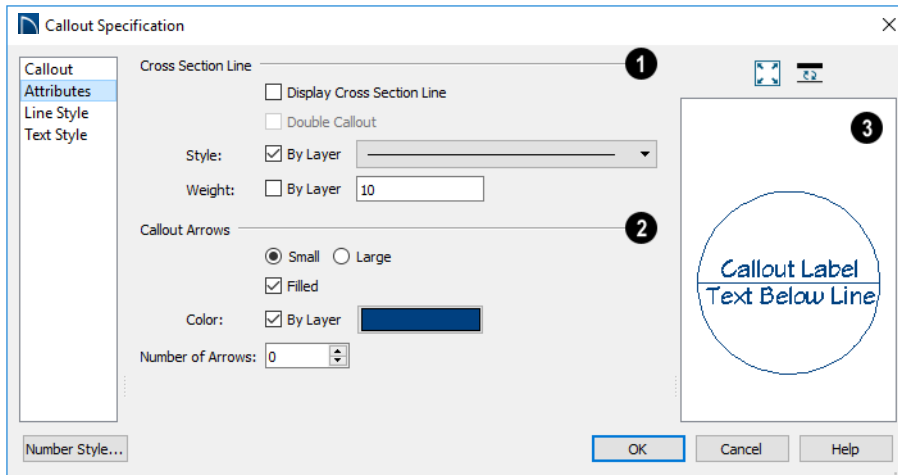 Callout Specification
Callout
Attributes
Line Style
Text Style
Cross Section Line
1
Display Cross Section Line
Double Callout
Style: By Layer
Weight: By Layer 10
Callout Arrows
2
Small Large
Filled
Color: By Layer
Number of Arrows: 0
3
Callout Label
Text Below Line
Number Style...
OK Cancel Help